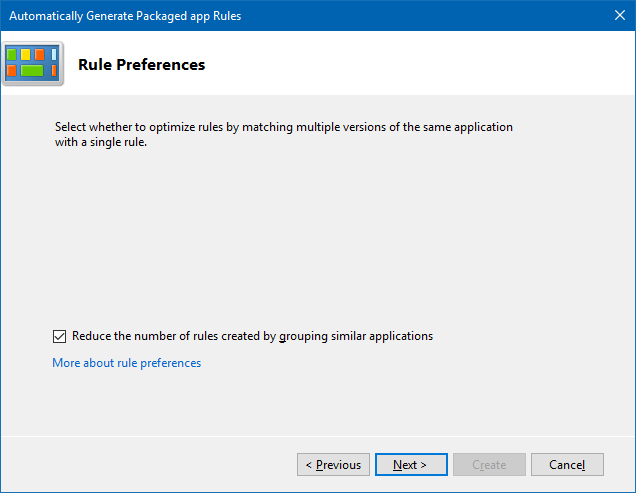 Automatically Generate Packaged app Rules
Rule Preferences
Select whether to optimize rules by matching multiple versions of the same application
with a single rule.
Reduce the number of rules created by grouping similar applications
More about rule preferences
< Previous
Next >
Create
Cancel